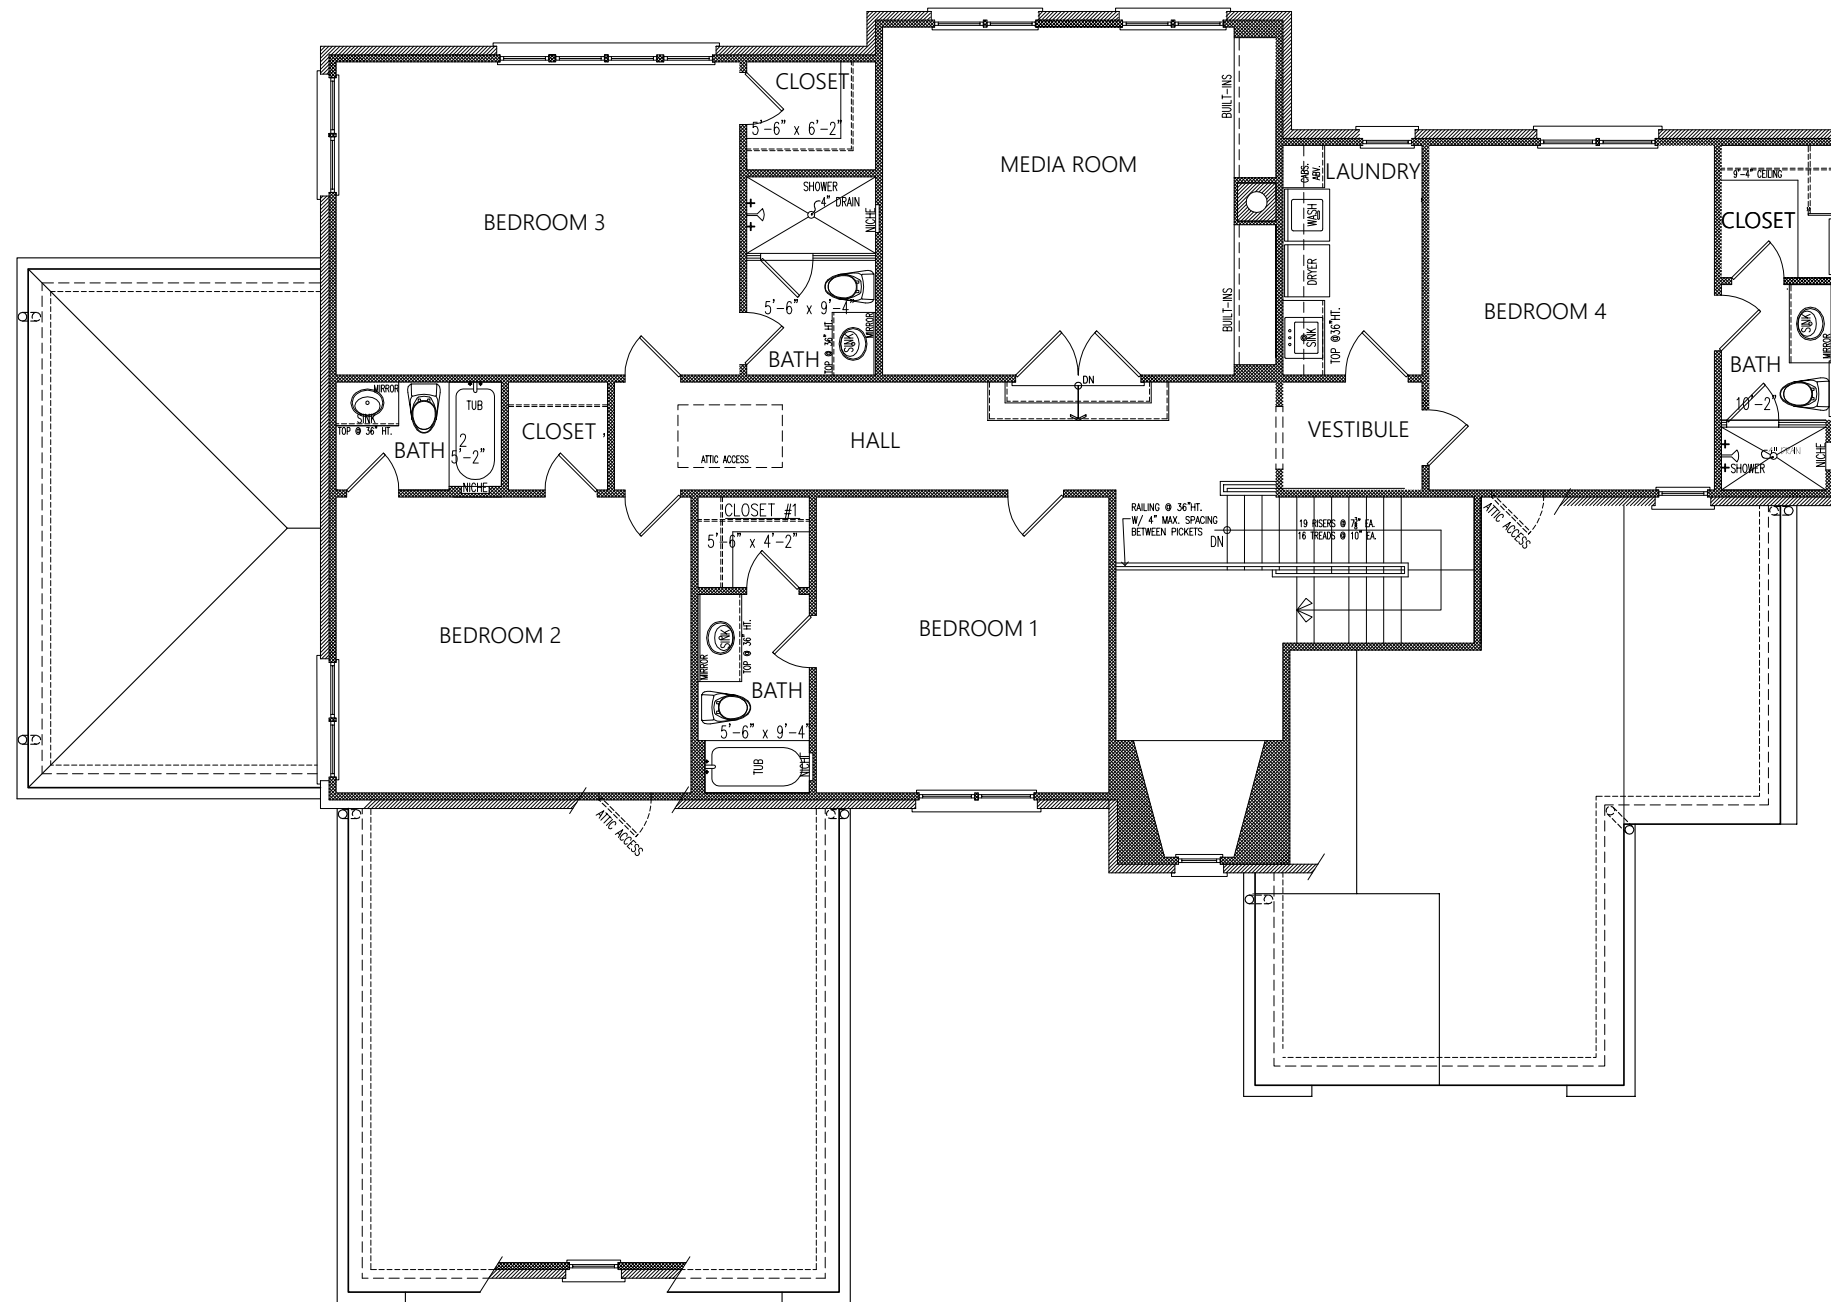 CLOSET
5'-6" x 6'-2"
SHOWER
4" DRAIN
NICHE
BEDROOM 3
5'-6" x 9'-4"
TOP @ 36" HT.
SINK
MIRROR
BATH
MEDIA ROOM
BUILT-INS
BUILT-INS
DN
CABS.
ABV.
LAUNDRY
WASH
DRYER
SINK
TOP @36"HT.
BEDROOM 4
9'-4" CEILING
CLOSET
SINK
MIRROR
BATH
10'-2"
SHOWER
NICHE
MIRROR
SINK
TOP @ 36" HT.
BATH
TUB
2
5'-2"
NICHE
CLOSET
ATTIC ACCESS
HALL
VESTIBULE
CLOSET #1
5'-6" x 4'-2"
RAILING @ 36"HT.
W/ 4" MAX. SPACING
BETWEEN PICKETS
DN
16 TREADS @ 10" EA.
ATTIC ACCESS
BEDROOM 2
SINK
MIRROR
TOP @ 36" HT.
BATH
5'-6" x 9'-4"
TUB
NICHE
BEDROOM 1
ATTIC ACCESS